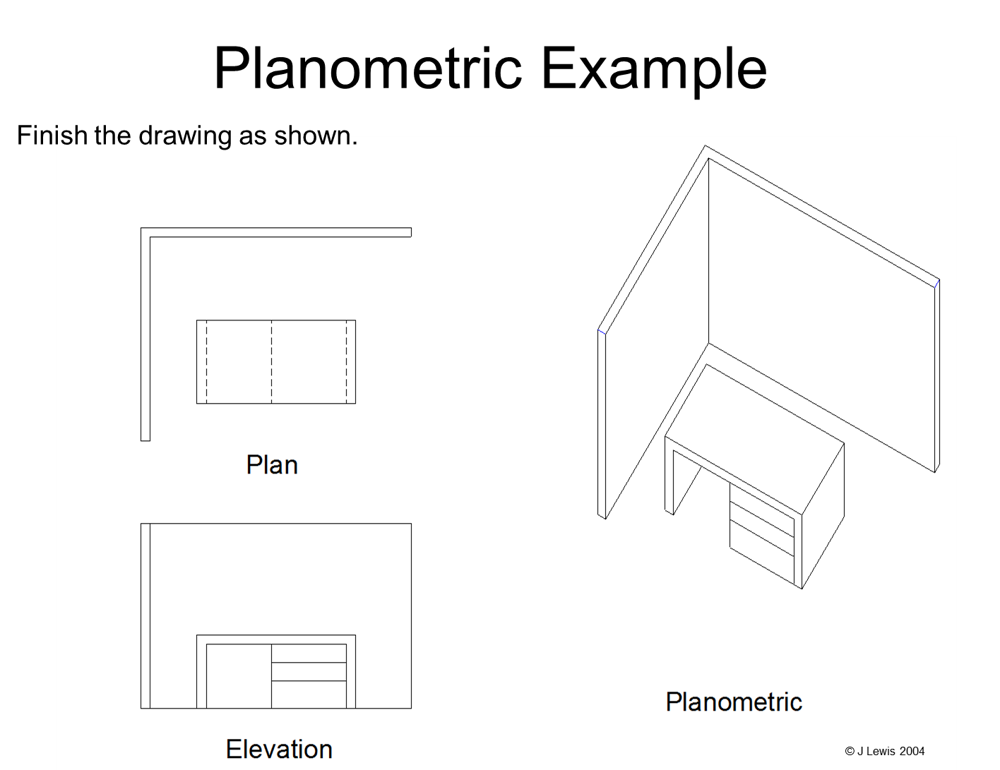 Planometric Example
Finish the drawing as shown.
Plan
Elevation
Planometric
© J Lewis 2004